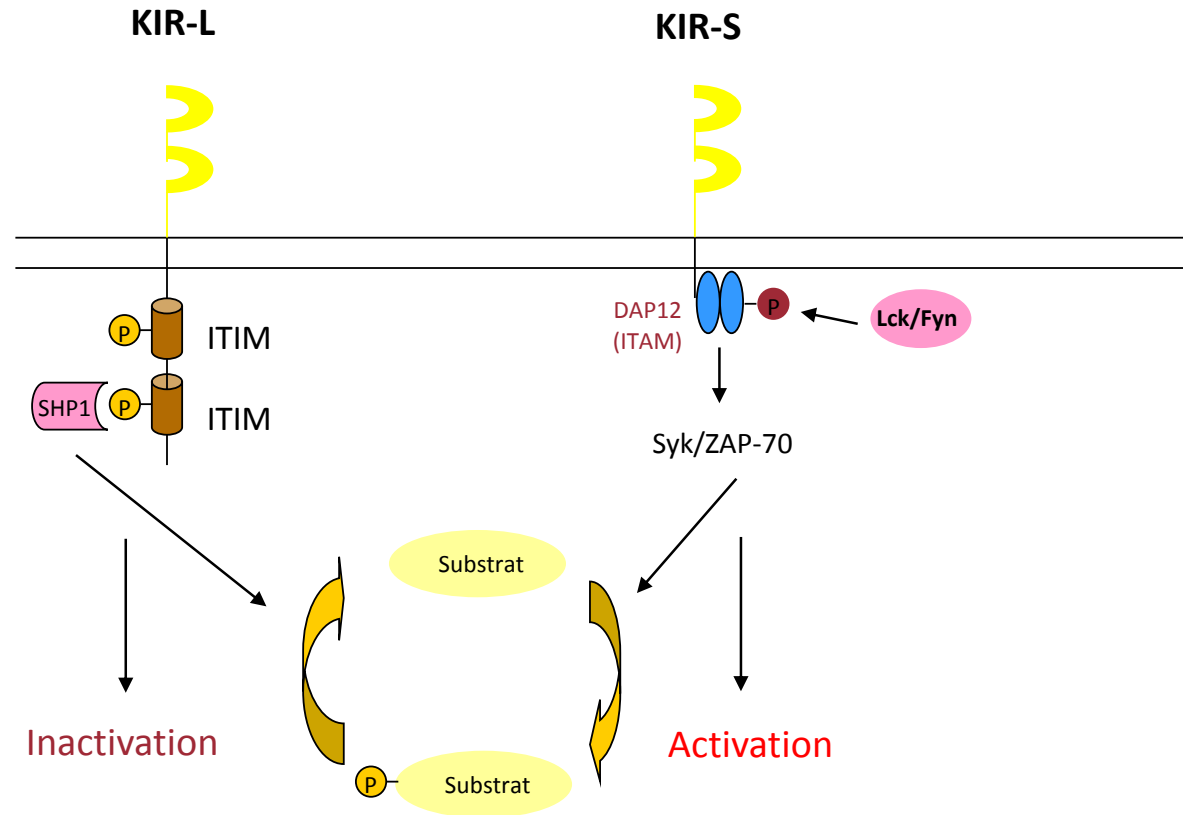 KIR-L
KIR-S
P
ITIM
DAP12
(ITAM)
P
Lck/Fyn
SHP1
P
ITIM
Syk/ZAP-70
Substrat
Inactivation
Activation
P
Substrat